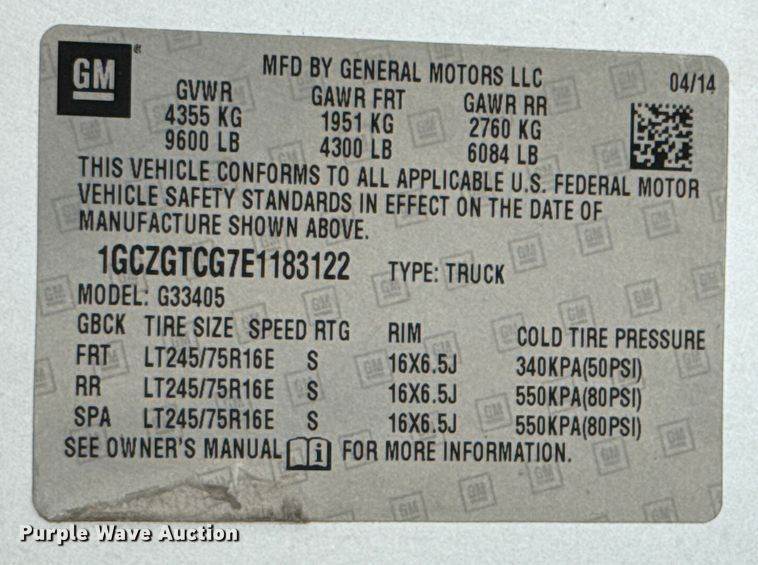 GM
MFD BY GENERAL MOTORS LLC 04/14
GVWR GAWR FRT GAWR RR
4355 KG 1951 KG 2760 KG
9600 LB 4300 LB 6084 LB
THIS VEHICLE CONFORMS TO ALL APPLICABLE U.S. FEDERAL MOTOR
VEHICLE SAFETY STANDARDS IN EFFECT ON THE DATE OF
MANUFACTURE SHOWN ABOVE.
1GCZGTCG7E1183122 TYPE: TRUCK
MODEL: G33405
GBCK TIRE SIZE SPEED RTG RIM COLD TIRE PRESSURE
FRT LT245/75R16E S 16X6.5J 340KPA(50PSI)
RR LT245/75R16E S 16X6.5J 550KPA(80PSI)
SPA LT245/75R16E S 16X6.5J 550KPA(80PSI)
SEE OWNER'S MANUAL i FOR MORE INFORMATION.
Purple Wave Auction